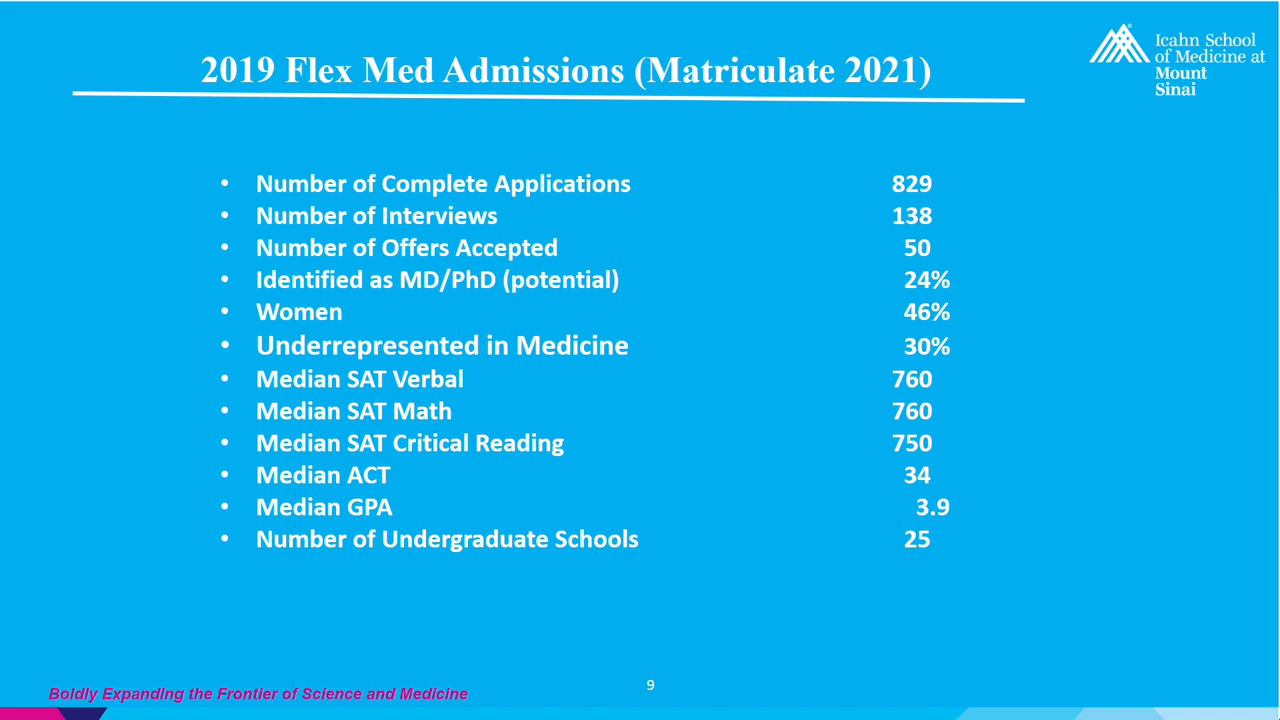 2019 Flex Med Admissions (Matriculate 2021)
Icahn School
of Medicine at
Mount
Sinai
• Number of Complete Applications 829
• Number of Interviews 138
• Number of Offers Accepted 50
• Identified as MD/PhD (potential) 24%
• Women 46%
• Underrepresented in Medicine 30%
• Median SAT Verbal 760
• Median SAT Math 760
• Median SAT Critical Reading 750
• Median ACT 34
• Median GPA 3.9
• Number of Undergraduate Schools 25
Boldly Expanding the Frontier of Science and Medicine
9